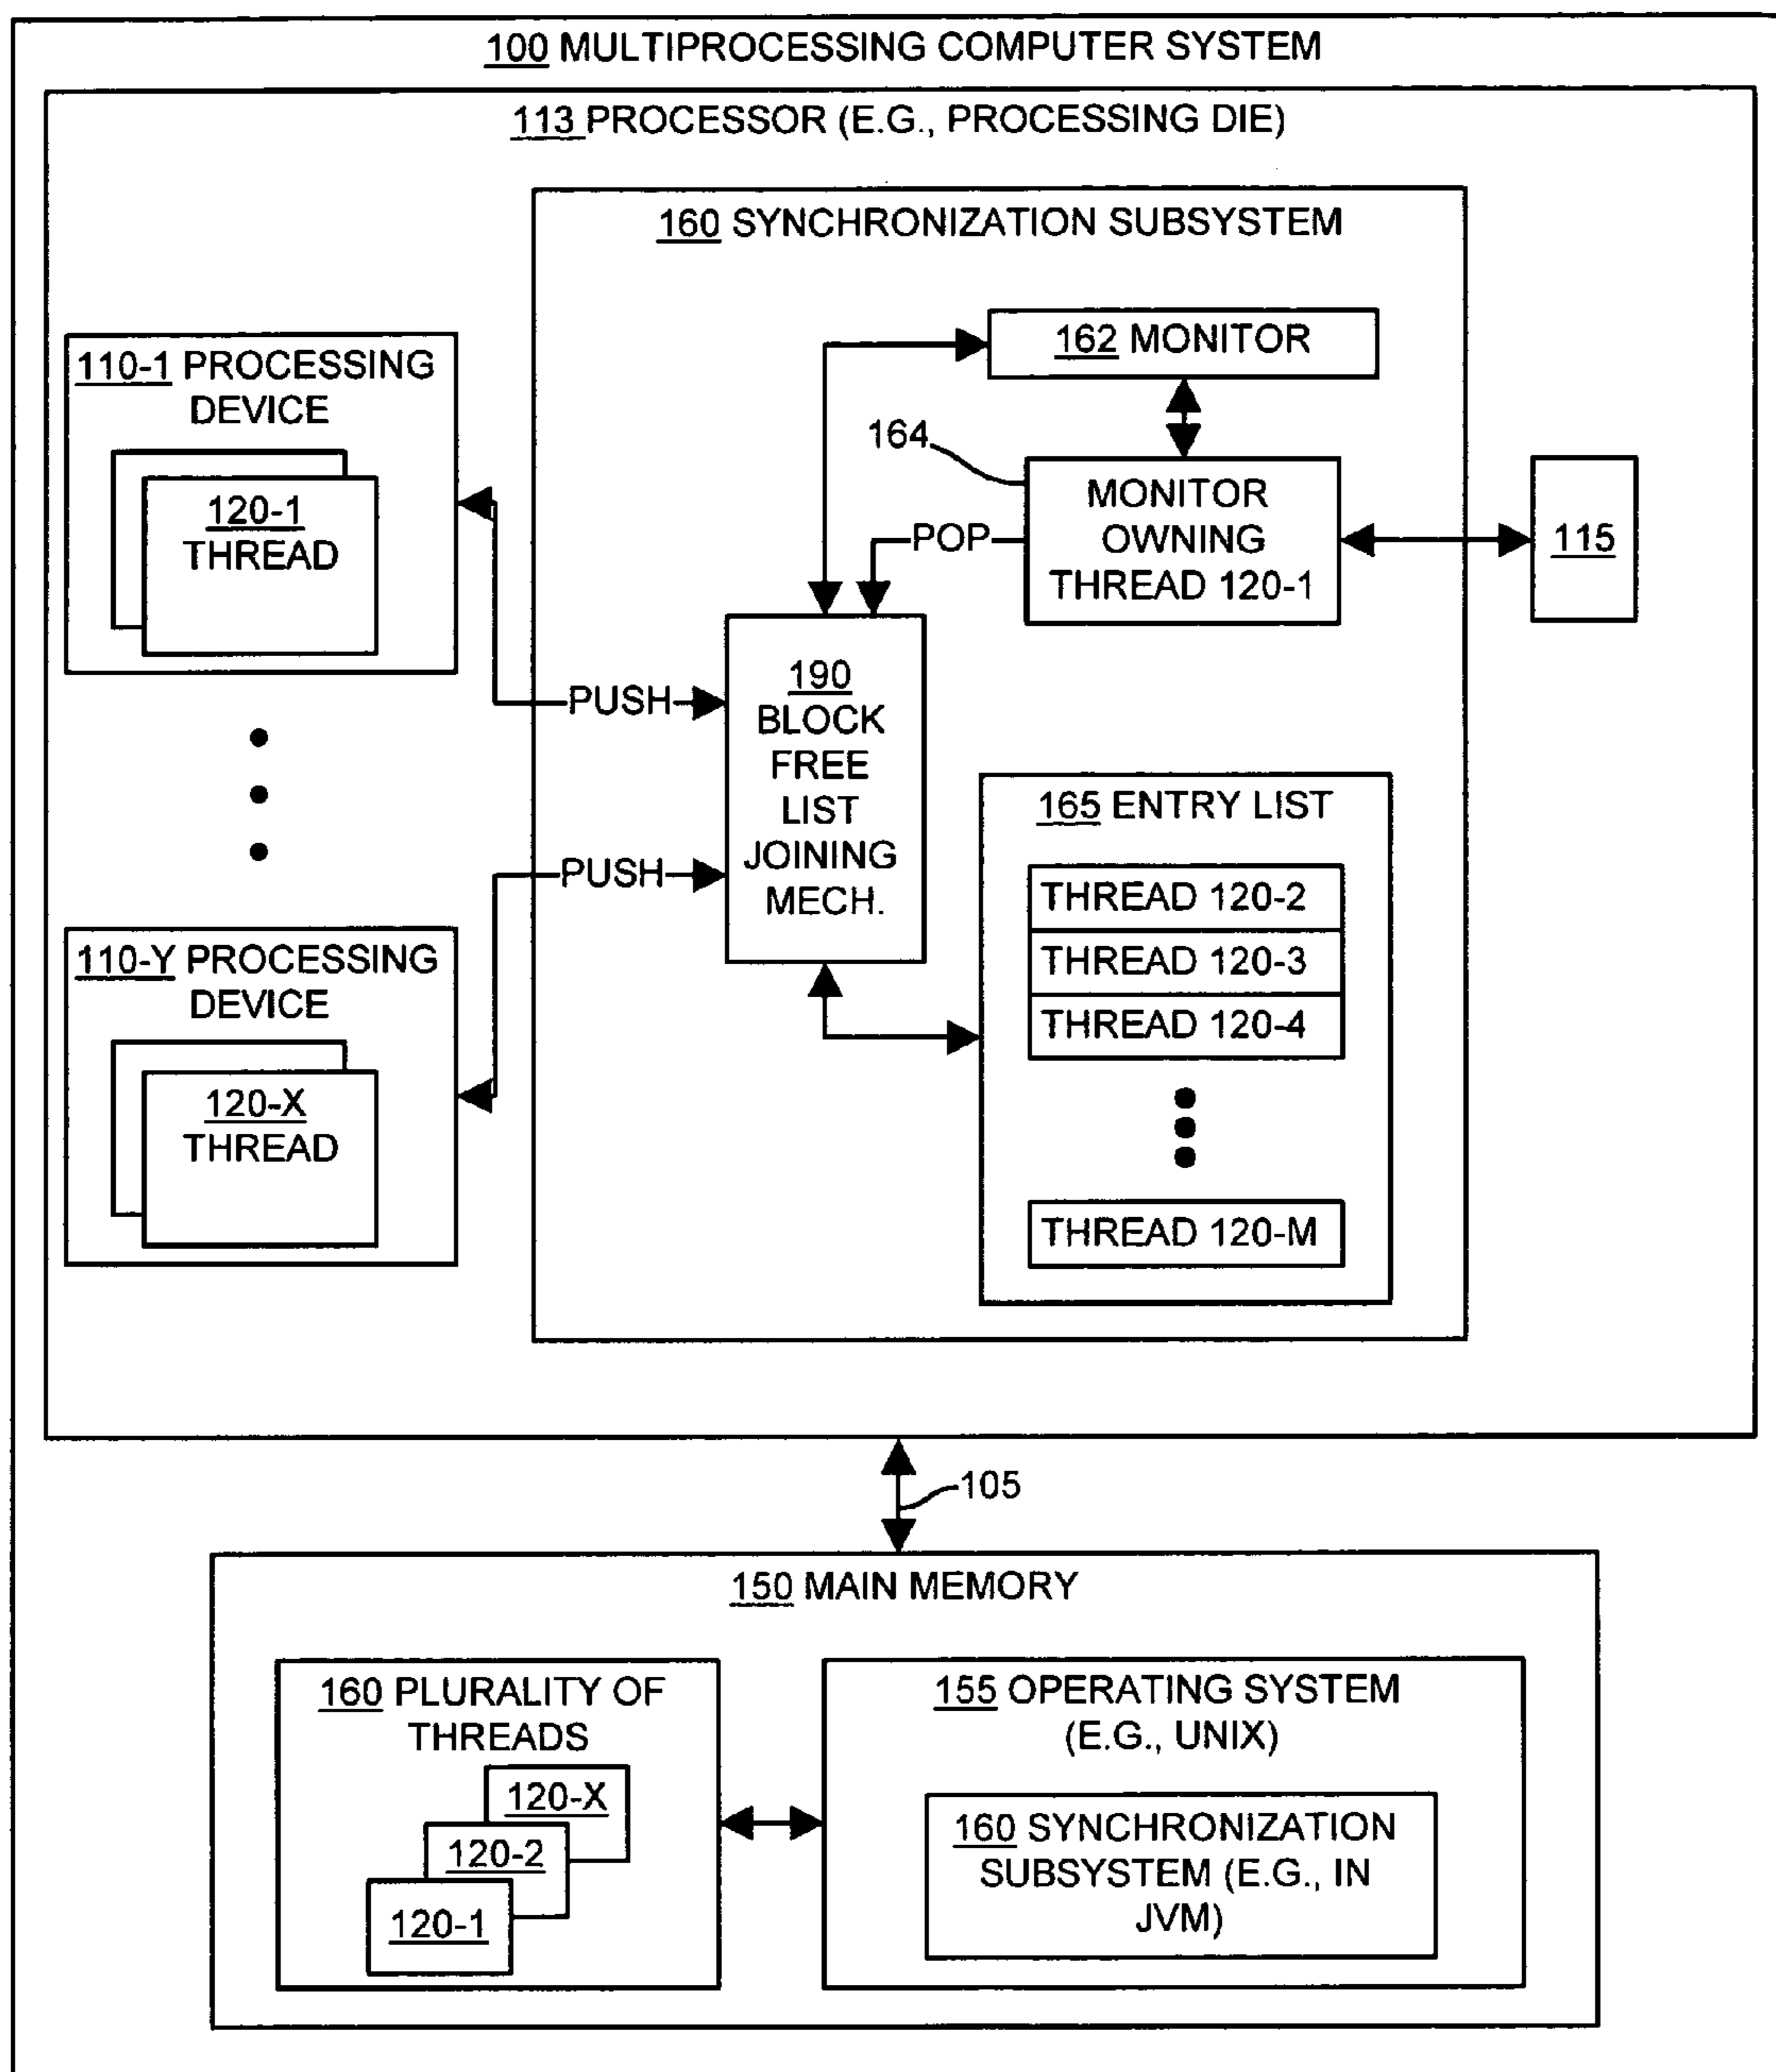 100 MULTIPROCESSING COMPUTER SYSTEM
113 PROCESSOR (E.G., PROCESSING DIE)
160 SYNCHRONIZATION SUBSYSTEM
162 MONITOR
110-1 PROCESSING
DEVICE
120-1
THREAD
164
MONITOR
OWNING
THREAD 120-1
115
POP
PUSH
190
BLOCK
FREE
LIST
JOINING
MECH.
PUSH
165 ENTRY LIST
THREAD 120-2
THREAD 120-3
THREAD 120-4
THREAD 120-M
110-Y PROCESSING
DEVICE
120-X
THREAD
105
150 MAIN MEMORY
160 PLURALITY OF
THREADS
120-X
120-2
120-1
155 OPERATING SYSTEM
(E.G., UNIX)
160 SYNCHRONIZATION
SUBSYSTEM (E.G., IN
JVM)